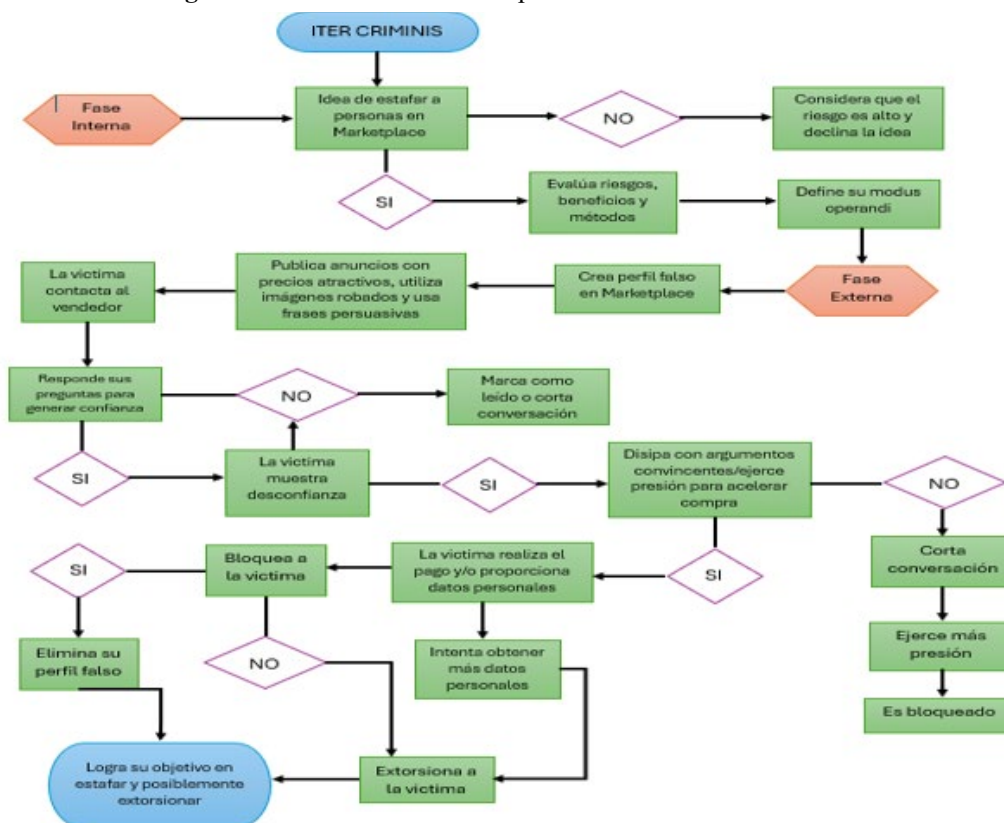 ITER CRIMINIS
Fase
Interna
Idea de estafar a
personas en
Marketplace
NO
Considera que el
riesgo es alto y
declina la idea
SI
Evalúa riesgos,
beneficios y
métodos
Define su modus
operandi
Fase
Externa
Crea perfil falso
en Marketplace
Publica anuncios con
precios atractivos, utiliza
imágenes robados y usa
frases persuasivas
La victima
contacta al
vendedor
Responde sus
preguntas para
generar confianza
NO
Marca como
leído o corta
conversación
SI
La victima
muestra
desconfianza
SI
Disipa con argumentos
convincentes/ejerce
presión para acelerar
compra
NO
Corta
conversación
Ejerce más
presión
Es bloqueado
SI
La victima realiza el
pago y/o proporciona
datos personales
Bloquea a
la victima
SI
Elimina su
perfil falso
NO
Intenta obtener
más datos
personales
Extorsiona a
la victima
Logra su objetivo en
estafar y posiblemente
extorsionar